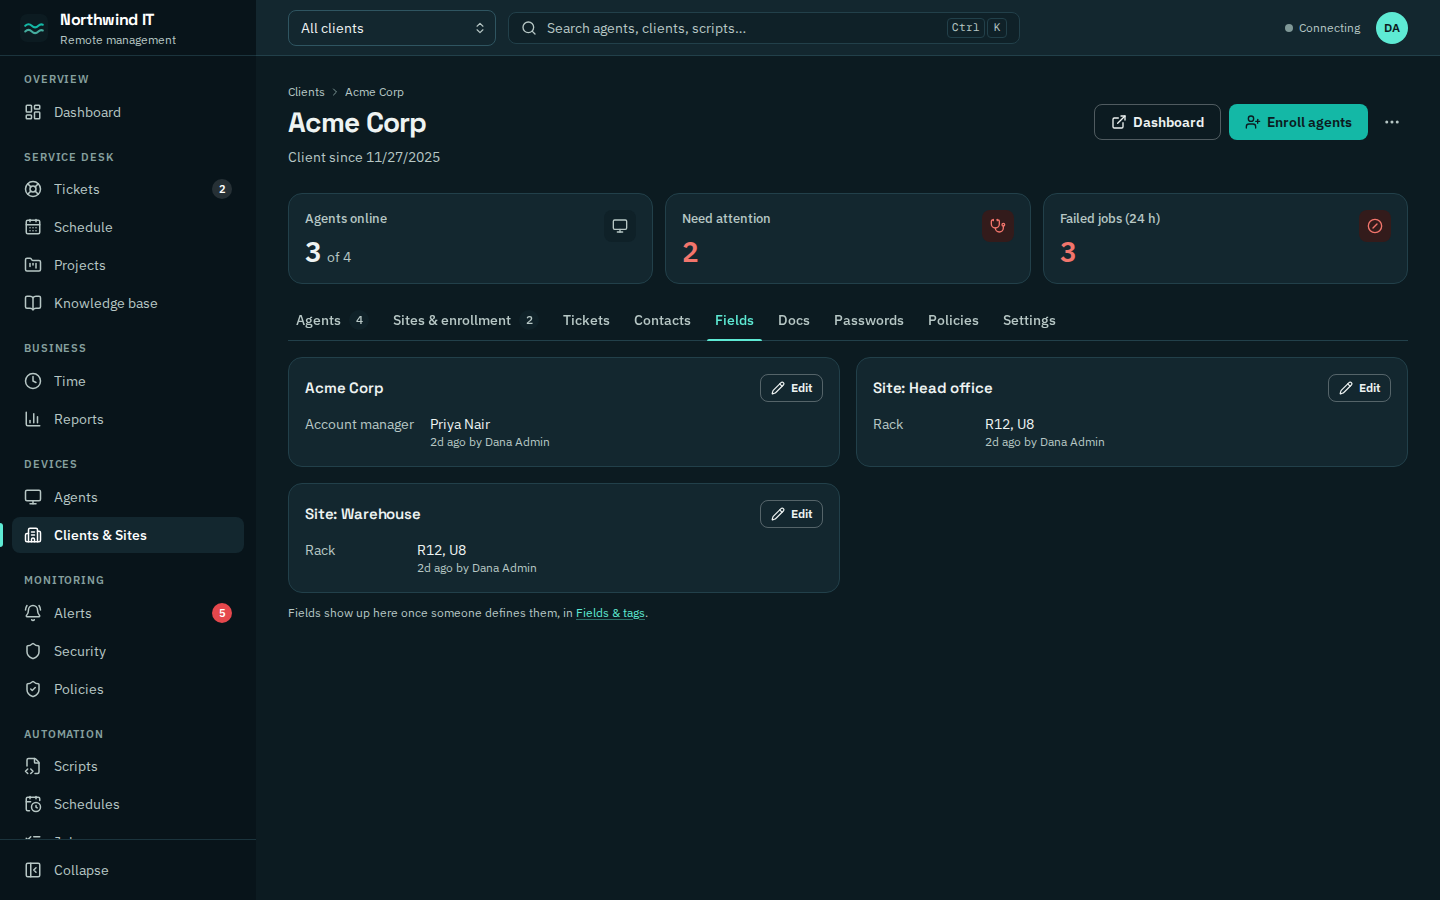 Northwind IT
Remote management
All clients
Search agents, clients, scripts...
Ctrl K
Connecting
DA
OVERVIEW
Dashboard
SERVICE DESK
Tickets 2
Schedule
Projects
Knowledge base
BUSINESS
Time
Reports
DEVICES
Agents
Clients & Sites
MONITORING
Alerts 5
Security
Policies
AUTOMATION
Scripts
Schedules
Collapse
Clients > Acme Corp
Acme Corp
Client since 11/27/2025
Dashboard
Enroll agents
Agents online
3 of 4
Need attention
2
Failed jobs (24 h)
3
Agents 4 Sites & enrollment 2 Tickets Contacts Fields Docs Passwords Policies Settings
Acme Corp
Edit
Account manager Priya Nair
2d ago by Dana Admin
Site: Head office
Edit
Rack R12, U8
2d ago by Dana Admin
Site: Warehouse
Edit
Rack R12, U8
2d ago by Dana Admin
Fields show up here once someone defines them, in Fields & tags.